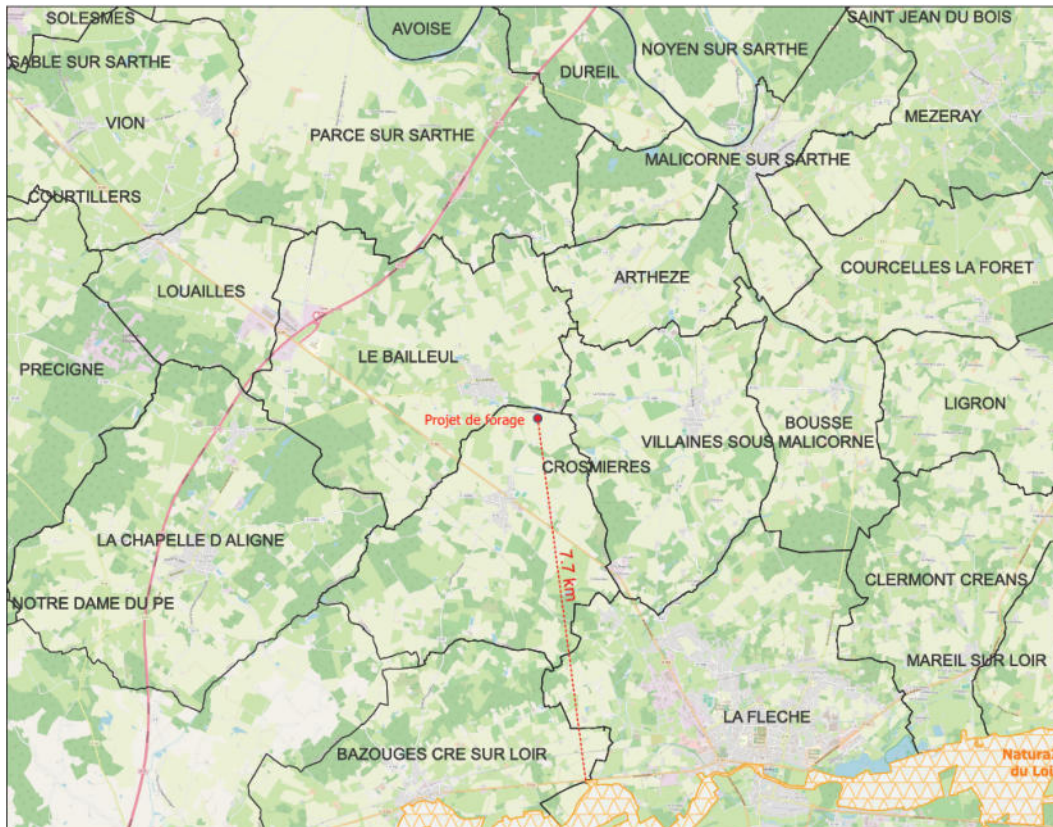 SOLESMES
AVOISE
SAINT JEAN DU BOIS
NOYEN SUR SARTHE
SABLE SUR SARTHE
DUREIL
VION
MEZERAY
PARCE SUR SARTHE
MALICORNE SUR SARTHE
COURTILLERS
COURCELLES LA FORET
ARTHEZE
LOUAILLES
LE BAILLEUL
PRECIGNE
LIGRON
Projet de forage
BOUSSE
VILLAINES SOUS MALICORNE
CROSMIERES
LA CHAPELLE D ALIGNE
7.7 km
CLERMONT CREANS
NOTRE DAME DU PE
MAREIL SUR LOIR
LA FLECHE
BAZOUGES CRE SUR LOIR
du